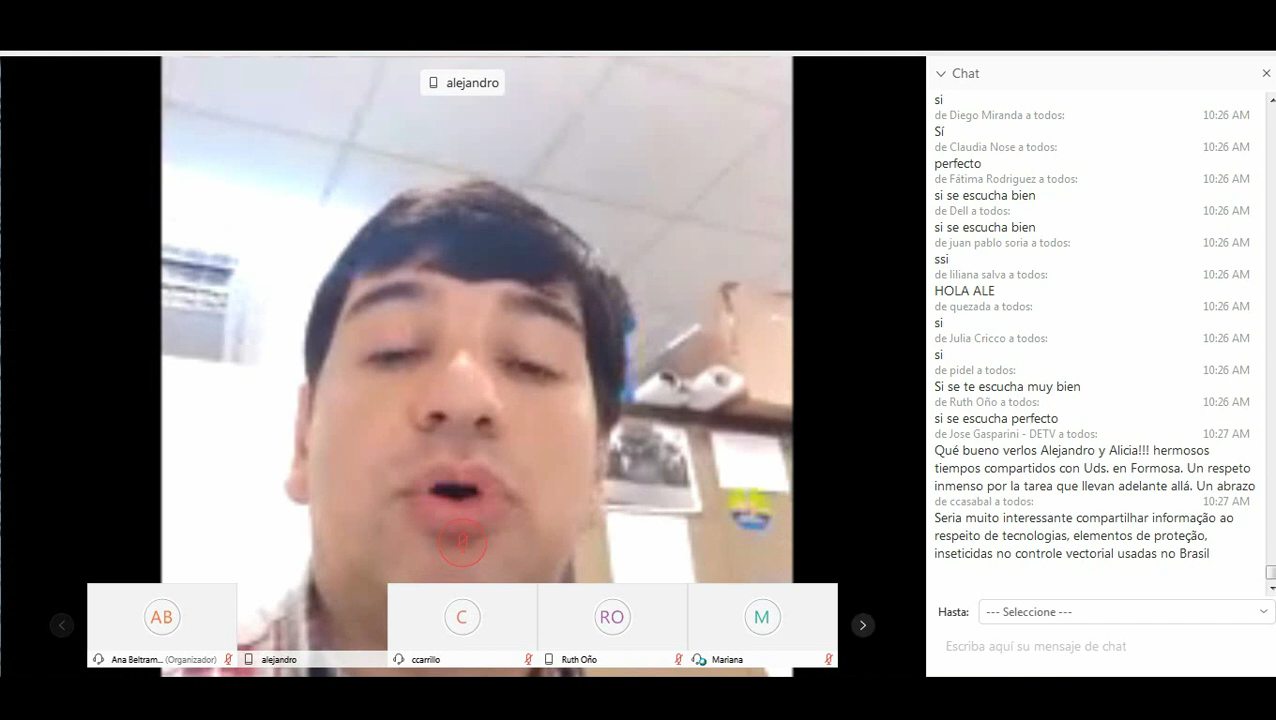 alejandro
AB
Ana Beltram... (Organizador)
alejandro
C
ccarrillo
RO
Ruth Oño
M
Mariana
Chat
si
de Diego Miranda a todos: 10:26 AM
Sí
de Claudia Nose a todos: 10:26 AM
perfecto
de Fátima Rodriguez a todos: 10:26 AM
si se escucha bien
de Dell a todos: 10:26 AM
si se escucha bien
de juan pablo soria a todos: 10:26 AM
ssi
de liliana salva a todos: 10:26 AM
HOLA ALE
de quezada a todos: 10:26 AM
si
de Julia Cricco a todos: 10:26 AM
si
de pidel a todos: 10:26 AM
Si se te escucha muy bien
de Ruth Oño a todos: 10:26 AM
si se escucha perfecto
de Jose Gasparini - DETV a todos: 10:27 AM
Qué bueno verlos Alejandro y Alicia!!! hermosos
tiempos compartidos con Uds. en Formosa. Un respeto
inmenso por la tarea que llevan adelante allá. Un abrazo
de ccasabal a todos: 10:27 AM
Seria muito interessante compartilhar informação ao
respeito de tecnologias, elementos de proteção,
inseticidas no controle vectorial usadas no Brasil
Hasta: --- Seleccione ---
Escriba aquí su mensaje de chat